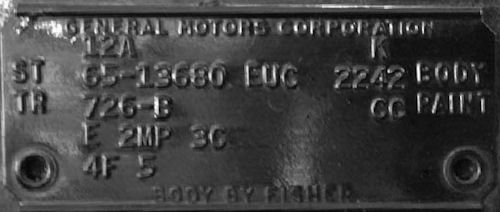 GENERAL MOTORS CORPORATION
12A K
ST 65-13680 EUC 2242 BODY
TR 726-B CC PAINT
E 2MP 3C
4F 5
BODY BY FISHER